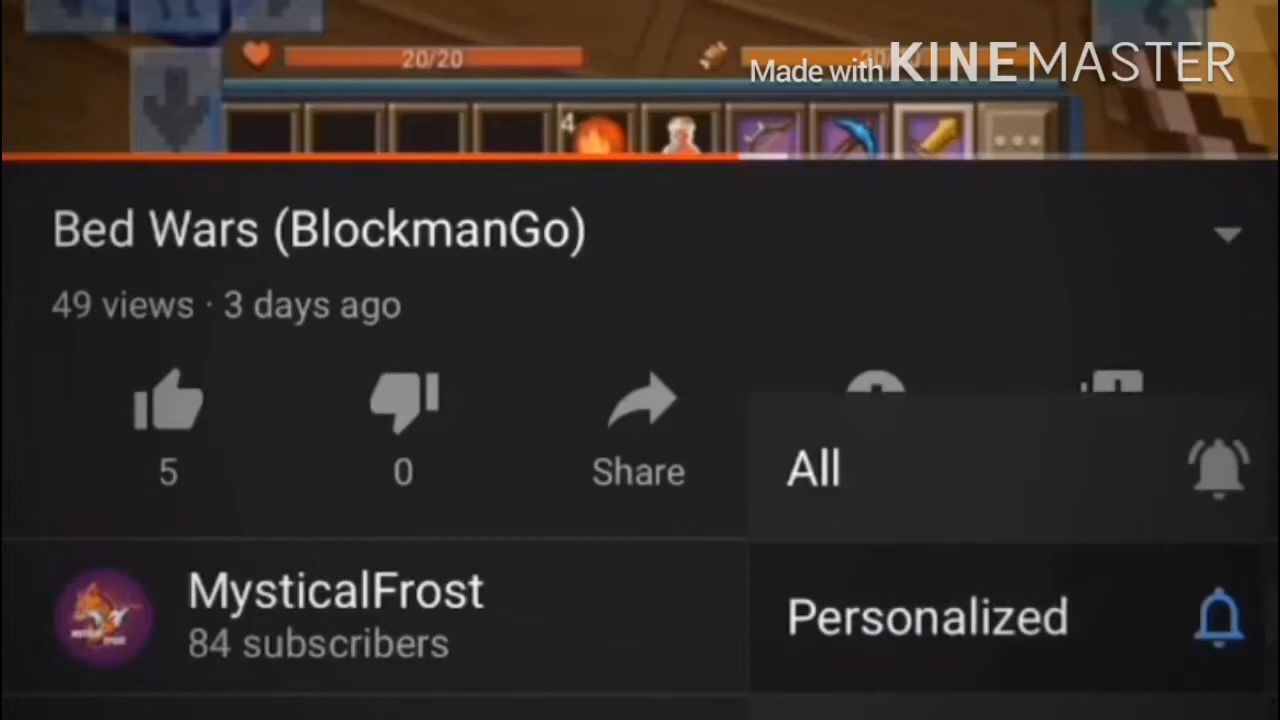 20/20
Made with KINEMASTER
4
Bed Wars (BlockmanGo)
49 views · 3 days ago
5
0
Share
All
MysticalFrost
84 subscribers
Personalized